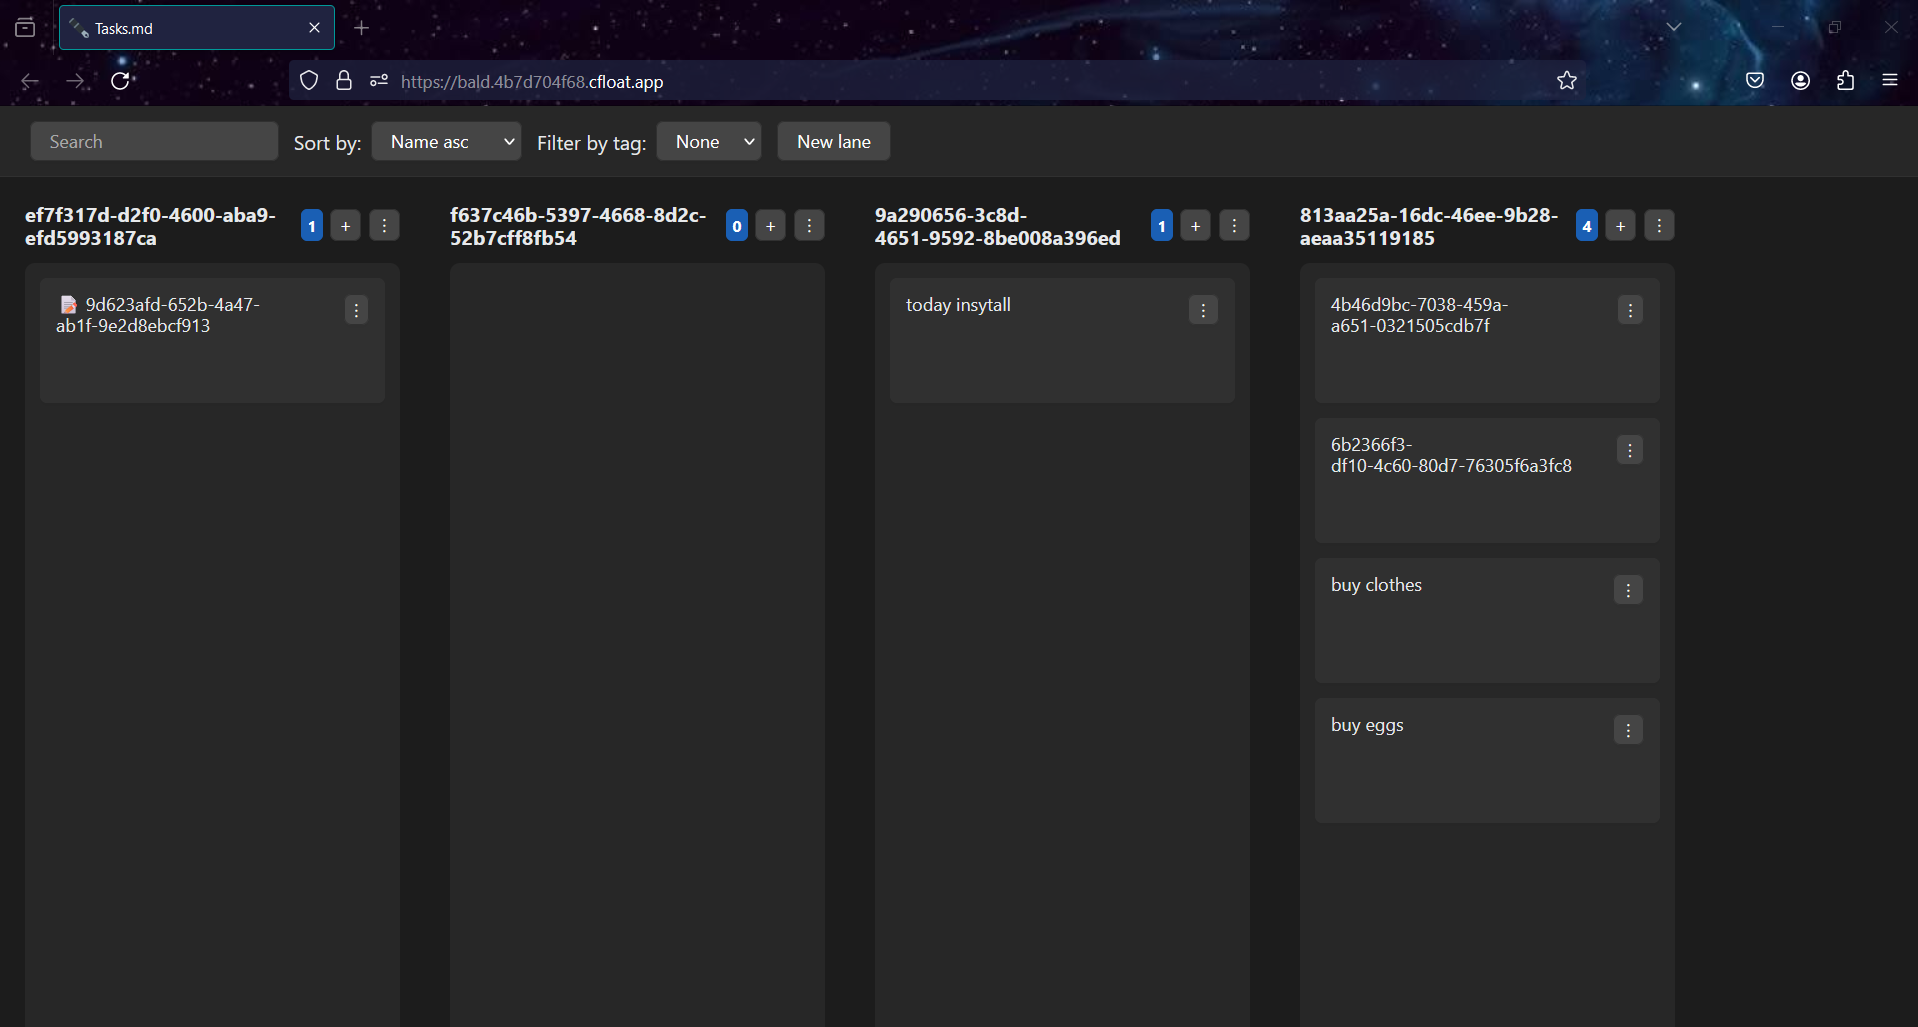 Tasks.md
https://bald.4b7d704f68.cfloat.app
Search
Sort by:
Name asc
Filter by tag:
None
New lane
ef7f317d-d2f0-4600-aba9-
efd5993187ca
1
+
9d623afd-652b-4a47-
ab1f-9e2d8ebcf913
f637c46b-5397-4668-8d2c-
52b7cff8fb54
0
+
9a290656-3c8d-
4651-9592-8be008a396ed
1
+
today insytall
813aa25a-16dc-46ee-9b28-
aeaa35119185
4
+
4b46d9bc-7038-459a-
a651-0321505cdb7f
6b2366f3-
df10-4c60-80d7-76305f6a3fc8
buy clothes
buy eggs